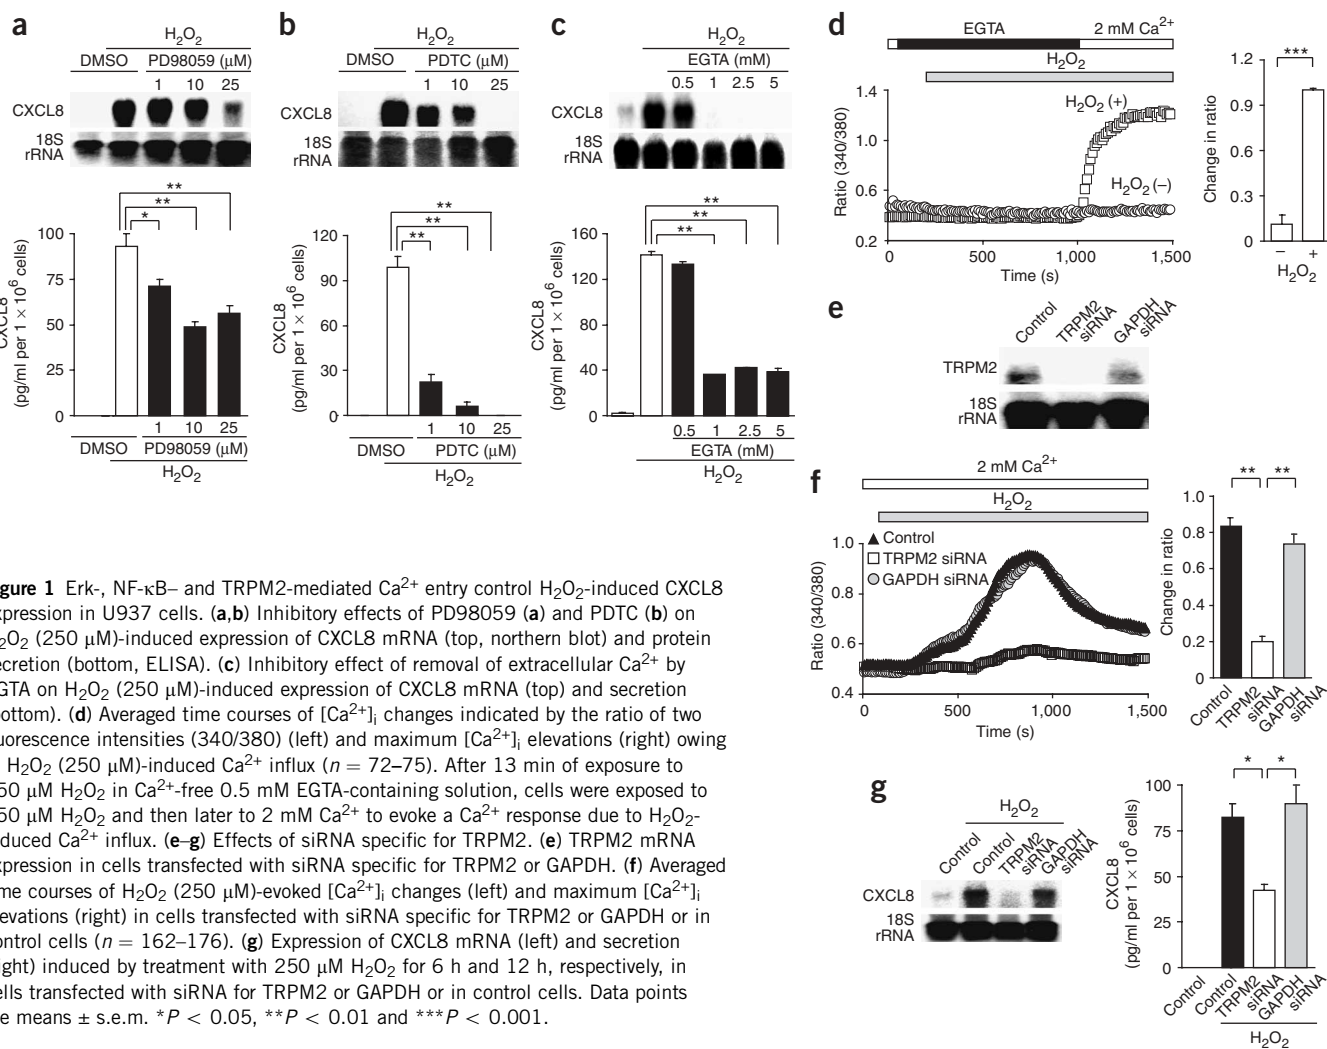 a
H2O2
DMSO PD98059 (μM)
1 10 25
CXCL8
18S
rRNA
** 
**
*
100
75
50
25
0
CXCL8
(pg/ml per 1 × 10⁶ cells)
1 10 25
DMSO PD98059 (μM)
H2O2
b
H2O2
DMSO PDTC (μM)
1 10 25
CXCL8
18S
rRNA
**
**
**
120
90
60
30
0
CXCL8
(pg/ml per 1 × 10⁶ cells)
1 10 25
DMSO PDTC (μM)
H2O2
c
H2O2
EGTA (mM)
0.5 1 2.5 5
CXCL8
18S
rRNA
**
**
**
160
120
80
40
0
CXCL8
(pg/ml per 1 × 10⁶ cells)
0.5 1 2.5 5
EGTA (mM)
H2O2
d
EGTA 2 mM Ca²⁺
H2O2
1.4
1.0
0.6
0.2
Ratio (340/380)
H2O2 (+)
H2O2 (−)
0 500 1,000 1,500
Time (s)
***
1.2
0.9
0.6
0.3
0
Change in ratio
− +
H2O2
e
Control
TRPM2 siRNA
GAPDH siRNA
TRPM2
18S
rRNA
f
2 mM Ca²⁺
H2O2
1.0
0.8
0.6
0.4
Ratio (340/380)
Control
TRPM2 siRNA
GAPDH siRNA
0 500 1,000 1,500
Time (s)
** **
1.0
0.8
0.6
0.4
0.2
0
Change in ratio
Control
TRPM2 siRNA
GAPDH siRNA
g
H2O2
Control
Control
TRPM2 siRNA
GAPDH siRNA
CXCL8
18S
rRNA
* *
100
75
50
25
0
CXCL8
(pg/ml per 1 × 10⁶ cells)
Control
Control
TRPM2 siRNA
GAPDH siRNA
H2O2
gure 1 Erk-, NF-κB– and TRPM2-mediated Ca²⁺ entry control H2O2-induced CXCL8
xpression in U937 cells. (a,b) Inhibitory effects of PD98059 (a) and PDTC (b) on
2O2 (250 μM)-induced expression of CXCL8 mRNA (top, northern blot) and protein
ecretion (bottom, ELISA). (c) Inhibitory effect of removal of extracellular Ca²⁺ by
GTA on H2O2 (250 μM)-induced expression of CXCL8 mRNA (top) and secretion
ottom). (d) Averaged time courses of [Ca²⁺]i changes indicated by the ratio of two
uorescence intensities (340/380) (left) and maximum [Ca²⁺]i elevations (right) owing
H2O2 (250 μM)-induced Ca²⁺ influx (n = 72–75). After 13 min of exposure to
50 μM H2O2 in Ca²⁺-free 0.5 mM EGTA-containing solution, cells were exposed to
50 μM H2O2 and then later to 2 mM Ca²⁺ to evoke a Ca²⁺ response due to H2O2-
duced Ca²⁺ influx. (e–g) Effects of siRNA specific for TRPM2. (e) TRPM2 mRNA
xpression in cells transfected with siRNA specific for TRPM2 or GAPDH. (f) Averaged
me courses of H2O2 (250 μM)-evoked [Ca²⁺]i changes (left) and maximum [Ca²⁺]i
levations (right) in cells transfected with siRNA specific for TRPM2 or GAPDH or in
ontrol cells (n = 162–176). (g) Expression of CXCL8 mRNA (left) and secretion
ight) induced by treatment with 250 μM H2O2 for 6 h and 12 h, respectively, in
ells transfected with siRNA for TRPM2 or GAPDH or in control cells. Data points
re means ± s.e.m. *P < 0.05, **P < 0.01 and ***P < 0.001.